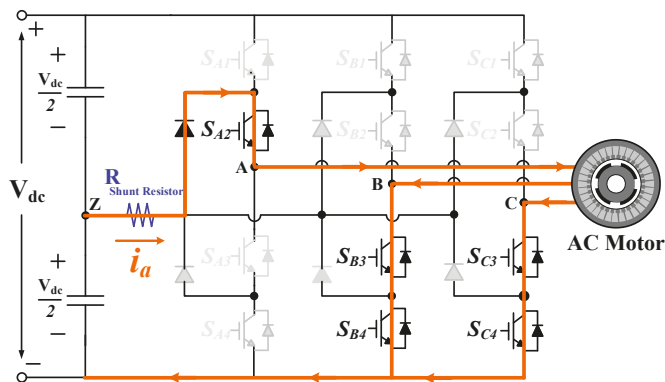 +
+
V_dc/2
−
S_A1
S_B1
S_C1
S_A2
S_B2
S_C2
A
B
C
V_dc
R
Shunt Resistor
Z
i_a
AC Motor
+
V_dc/2
−
S_A3
S_B3
S_C3
S_A4
S_B4
S_C4
−